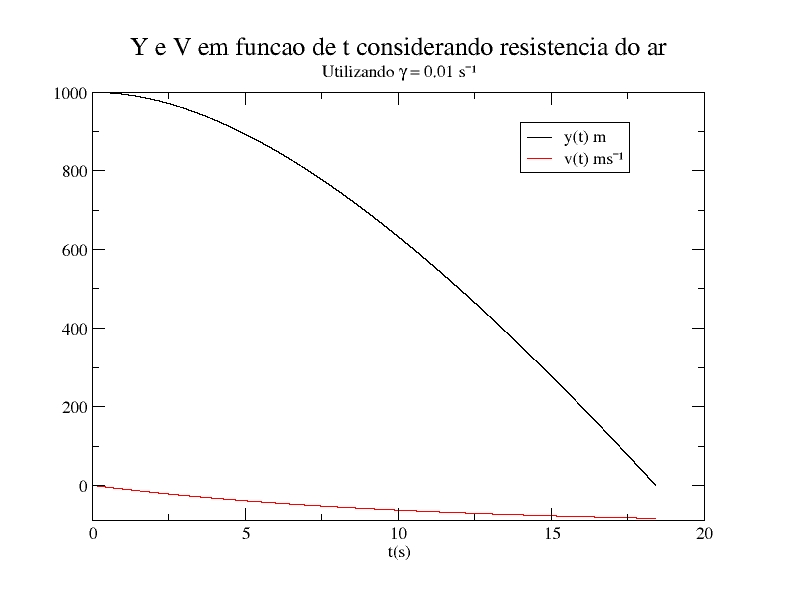 Y e V em funcao de t considerando resistencia do ar
Utilizando γ = 0.01 s⁻¹
1000
800
600
400
200
0
y(t) m
v(t) ms⁻¹
0 5 10 15 20
t(s)